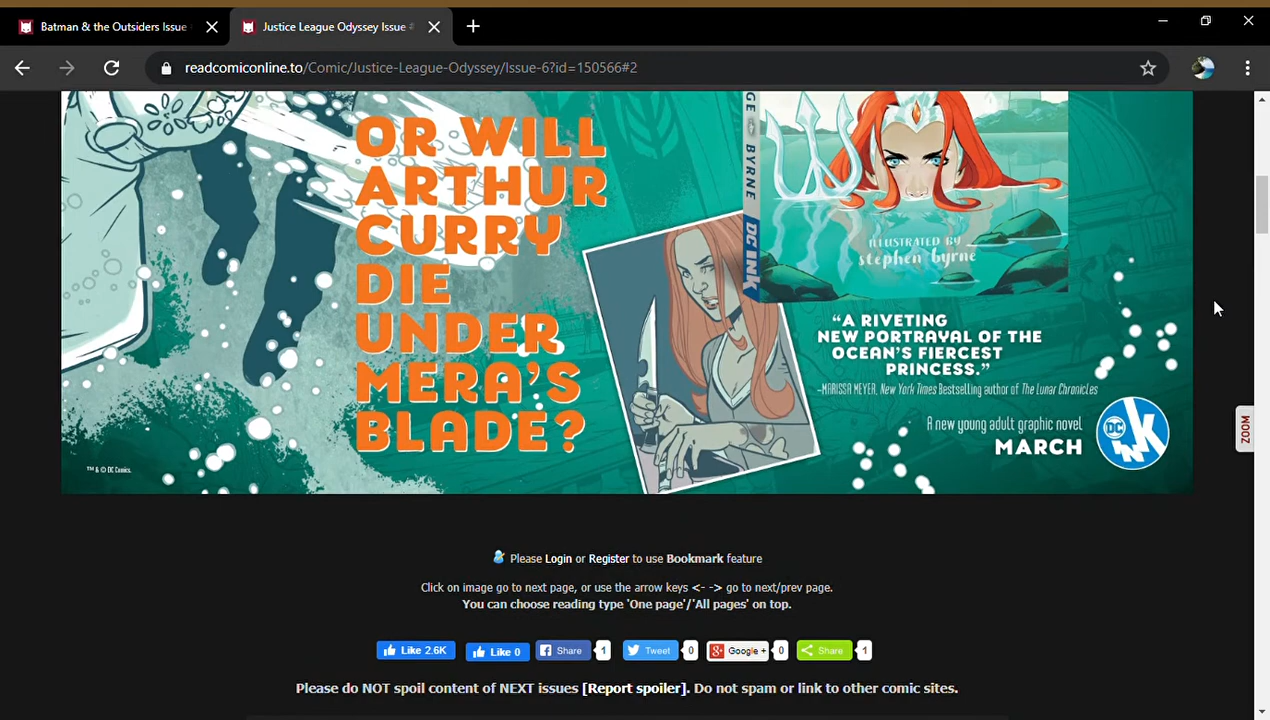 Batman & the Outsiders Issue
Justice League Odyssey Issue #
readcomiconline.to/Comic/Justice-League-Odyssey/Issue-6?id=150566#2
OR WILL
ARTHUR
CURRY
DIE
UNDER
MERA'S
BLADE?
™ & © DC Comics.
GE BYRNE
DC INK
ILLUSTRATED BY
stephen byrne
"A RIVETING
NEW PORTRAYAL OF THE
OCEAN'S FIERCEST
PRINCESS."
—MARISSA MEYER, New York Times Bestselling author of The Lunar Chronicles
A new young adult graphic novel
MARCH
DC INK
ZOOM
Please Login or Register to use Bookmark feature
Click on image go to next page, or use the arrow keys <- -> go to next/prev page.
You can choose reading type 'One page'/'All pages' on top.
Like 2.6K Like 0 Share 1 Tweet 0 Google + 0 Share 1
Please do NOT spoil content of NEXT issues [Report spoiler]. Do not spam or link to other comic sites.